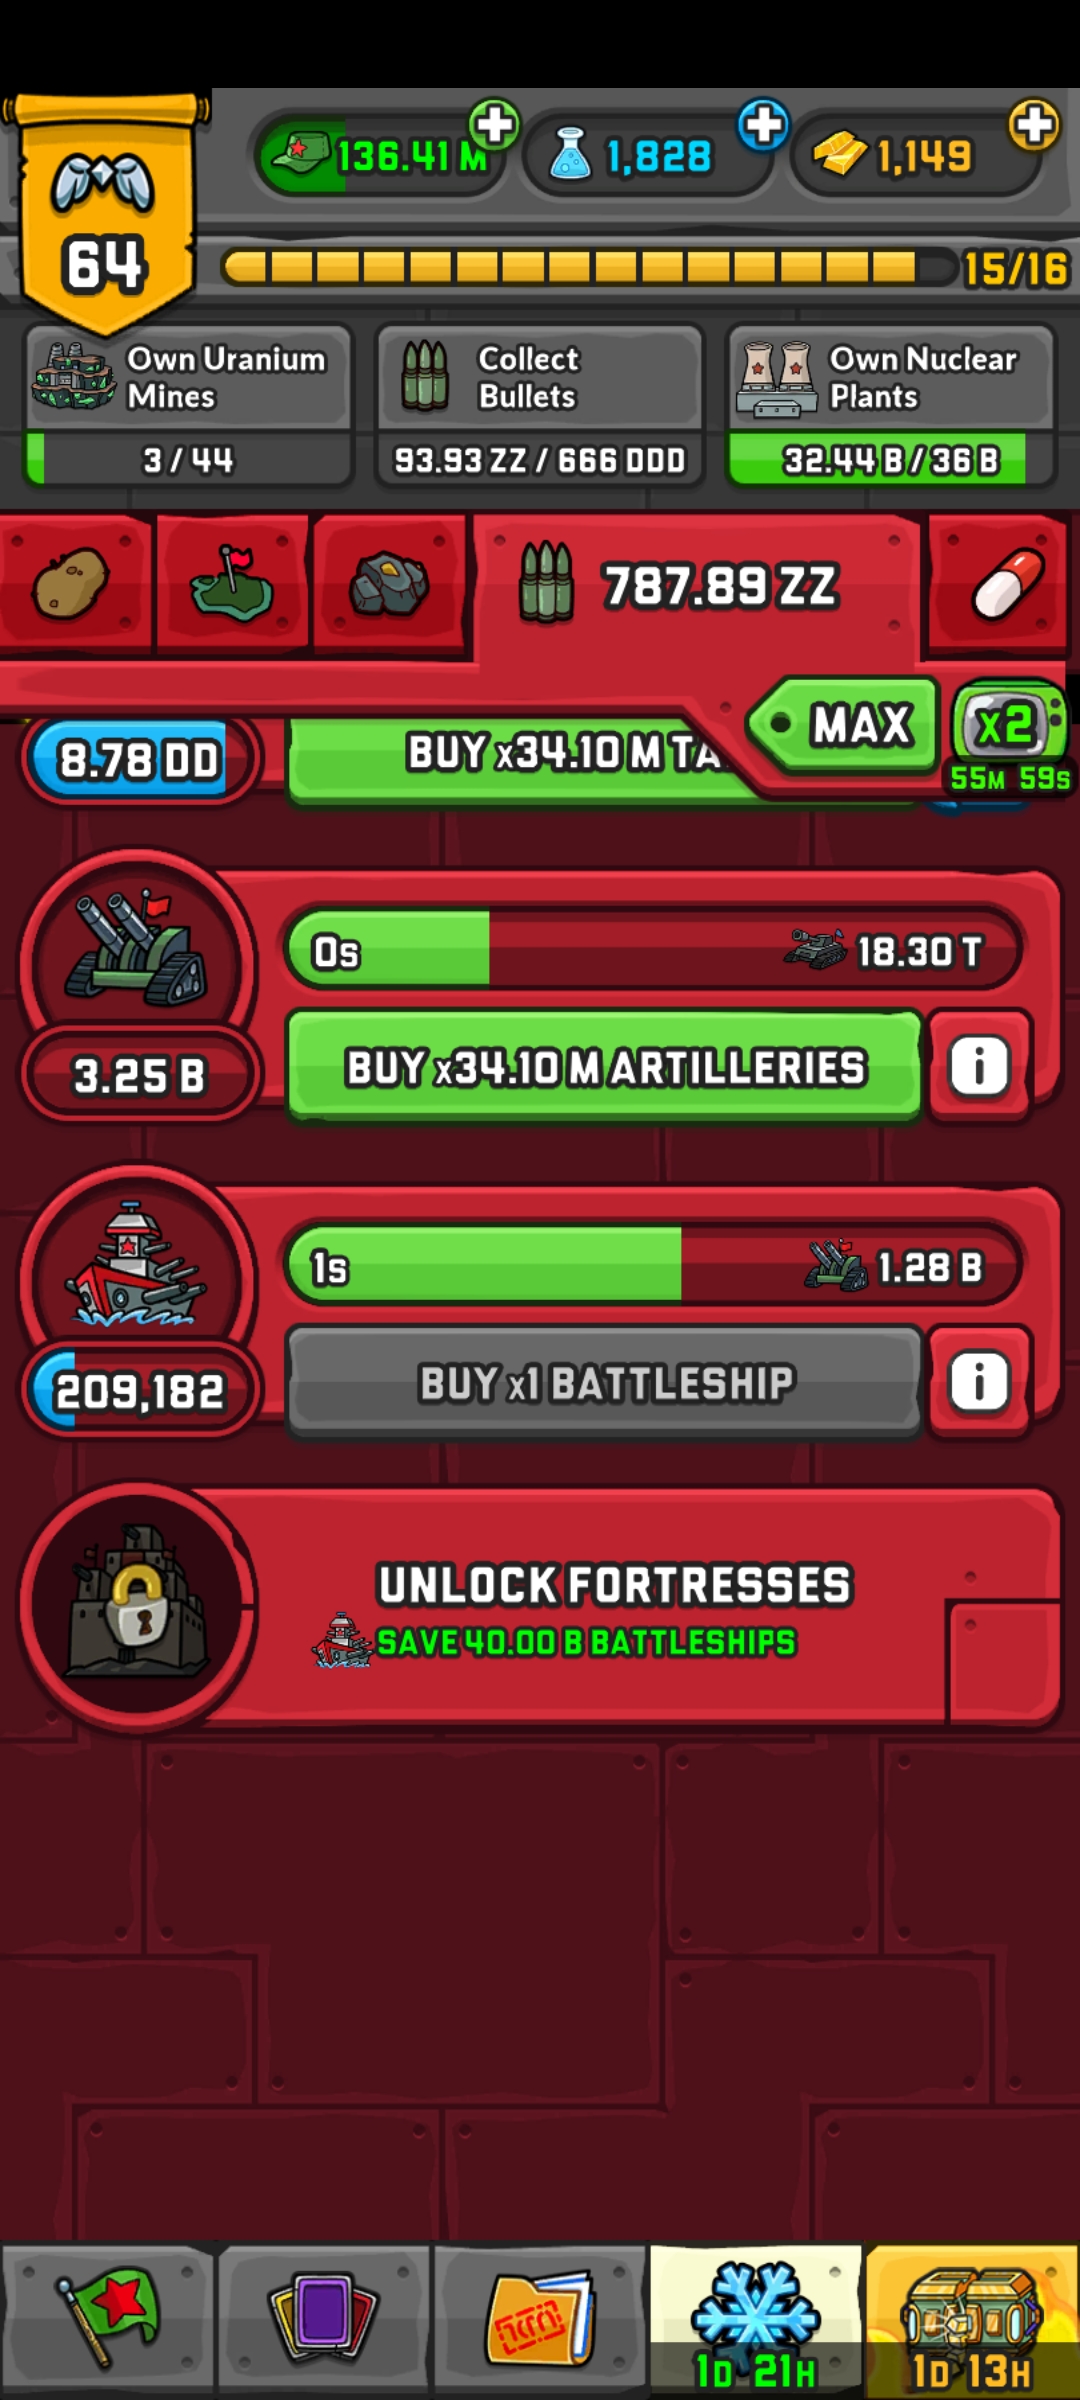 136.41 M
1,828
1,149
64
15/16
Own Uranium
Mines
3 / 44
Collect
Bullets
93.93 ZZ / 666 DDD
Own Nuclear
Plants
32.44 B / 36 B
787.89 ZZ
MAX
x2
55M 59S
8.78 DD
BUY x34.10 M TA
0s
18.30 T
3.25 B
BUY x34.10 M ARTILLERIES
i
1s
1.28 B
209,182
BUY x1 BATTLESHIP
i
UNLOCK FORTRESSES
SAVE 40.00 B BATTLESHIPS
1D 21H
1D 13H